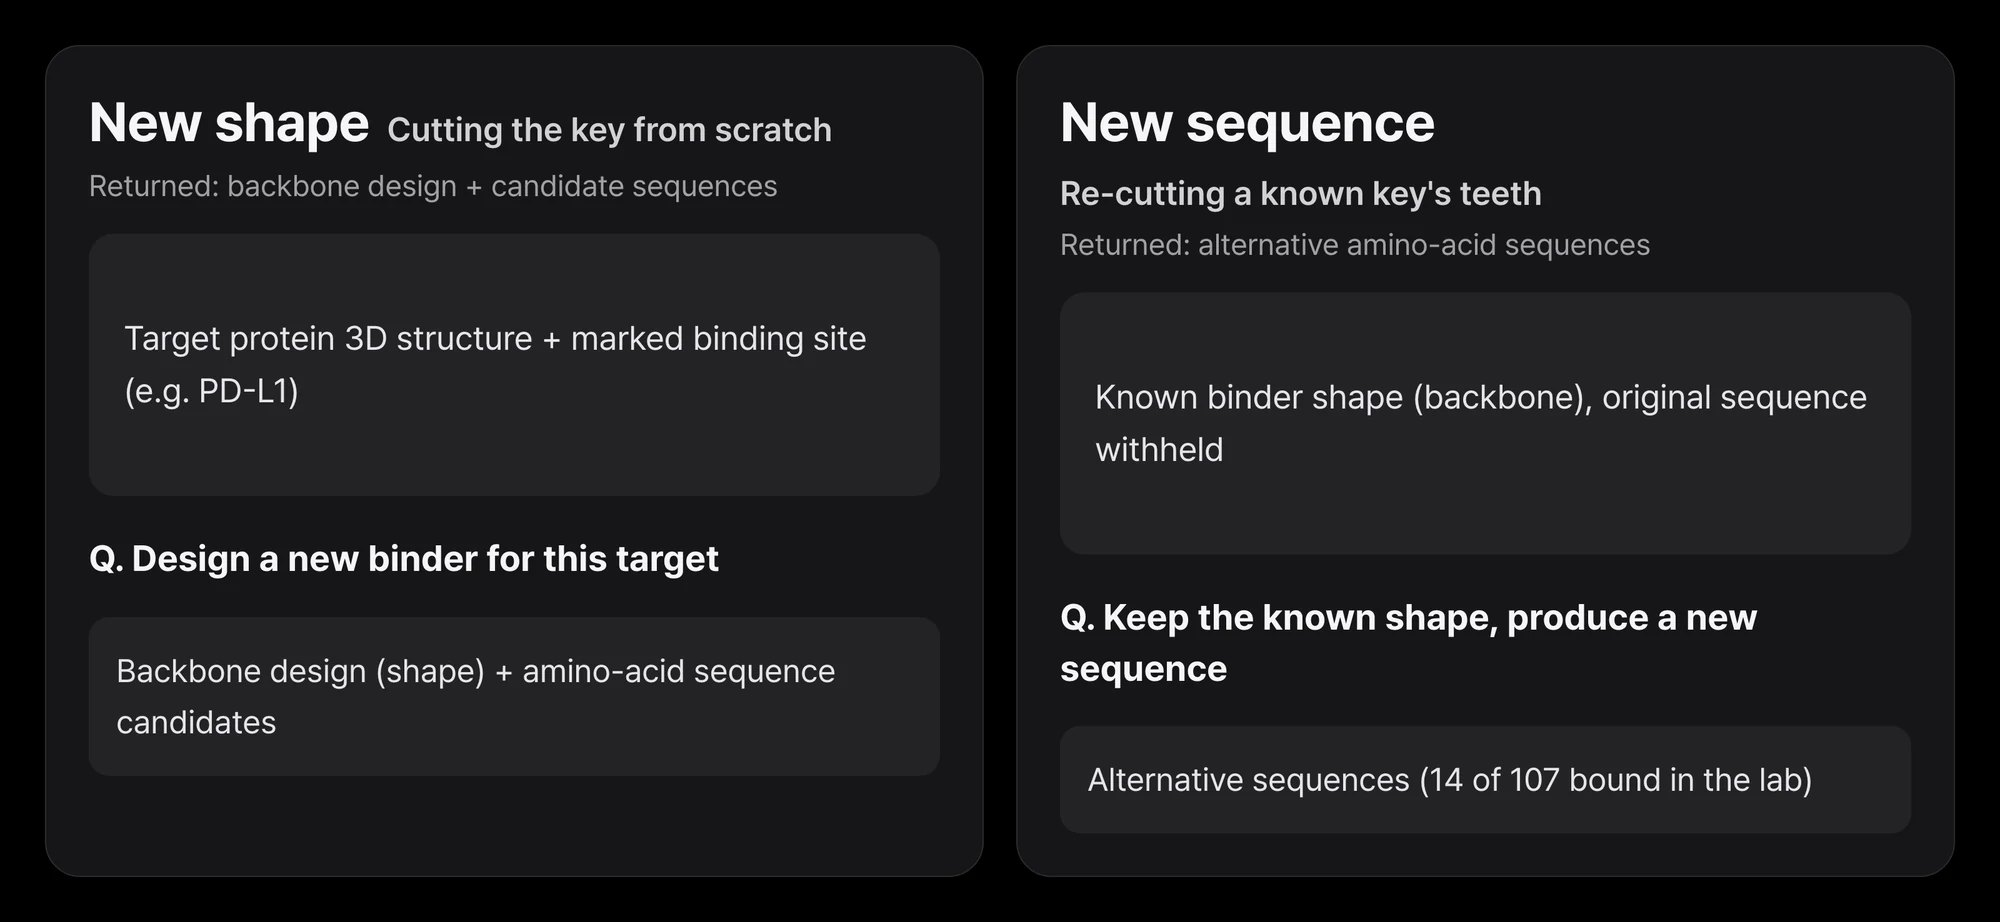 New shape Cutting the key from scratch
Returned: backbone design + candidate sequences
Target protein 3D structure + marked binding site
(e.g. PD-L1)
Q. Design a new binder for this target
Backbone design (shape) + amino-acid sequence
candidates
New sequence
Re-cutting a known key's teeth
Returned: alternative amino-acid sequences
Known binder shape (backbone), original sequence
withheld
Q. Keep the known shape, produce a new
sequence
Alternative sequences (14 of 107 bound in the lab)